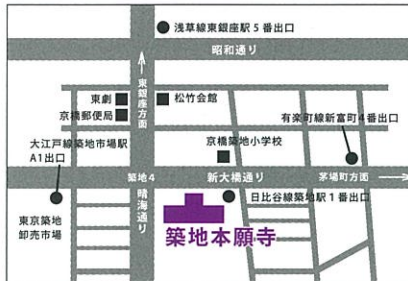 浅草線東銀座駅5番出口
昭和通り
東銀座方面
東劇
松竹会館
京橋郵便局
有楽町線新富町4番出口
京橋築地小学校
大江戸線築地市場駅
A1出口
築地4
新大橋通り
茅場町方面
晴海通り
日比谷線築地駅1番出口
東京築地
卸売市場
築地本願寺